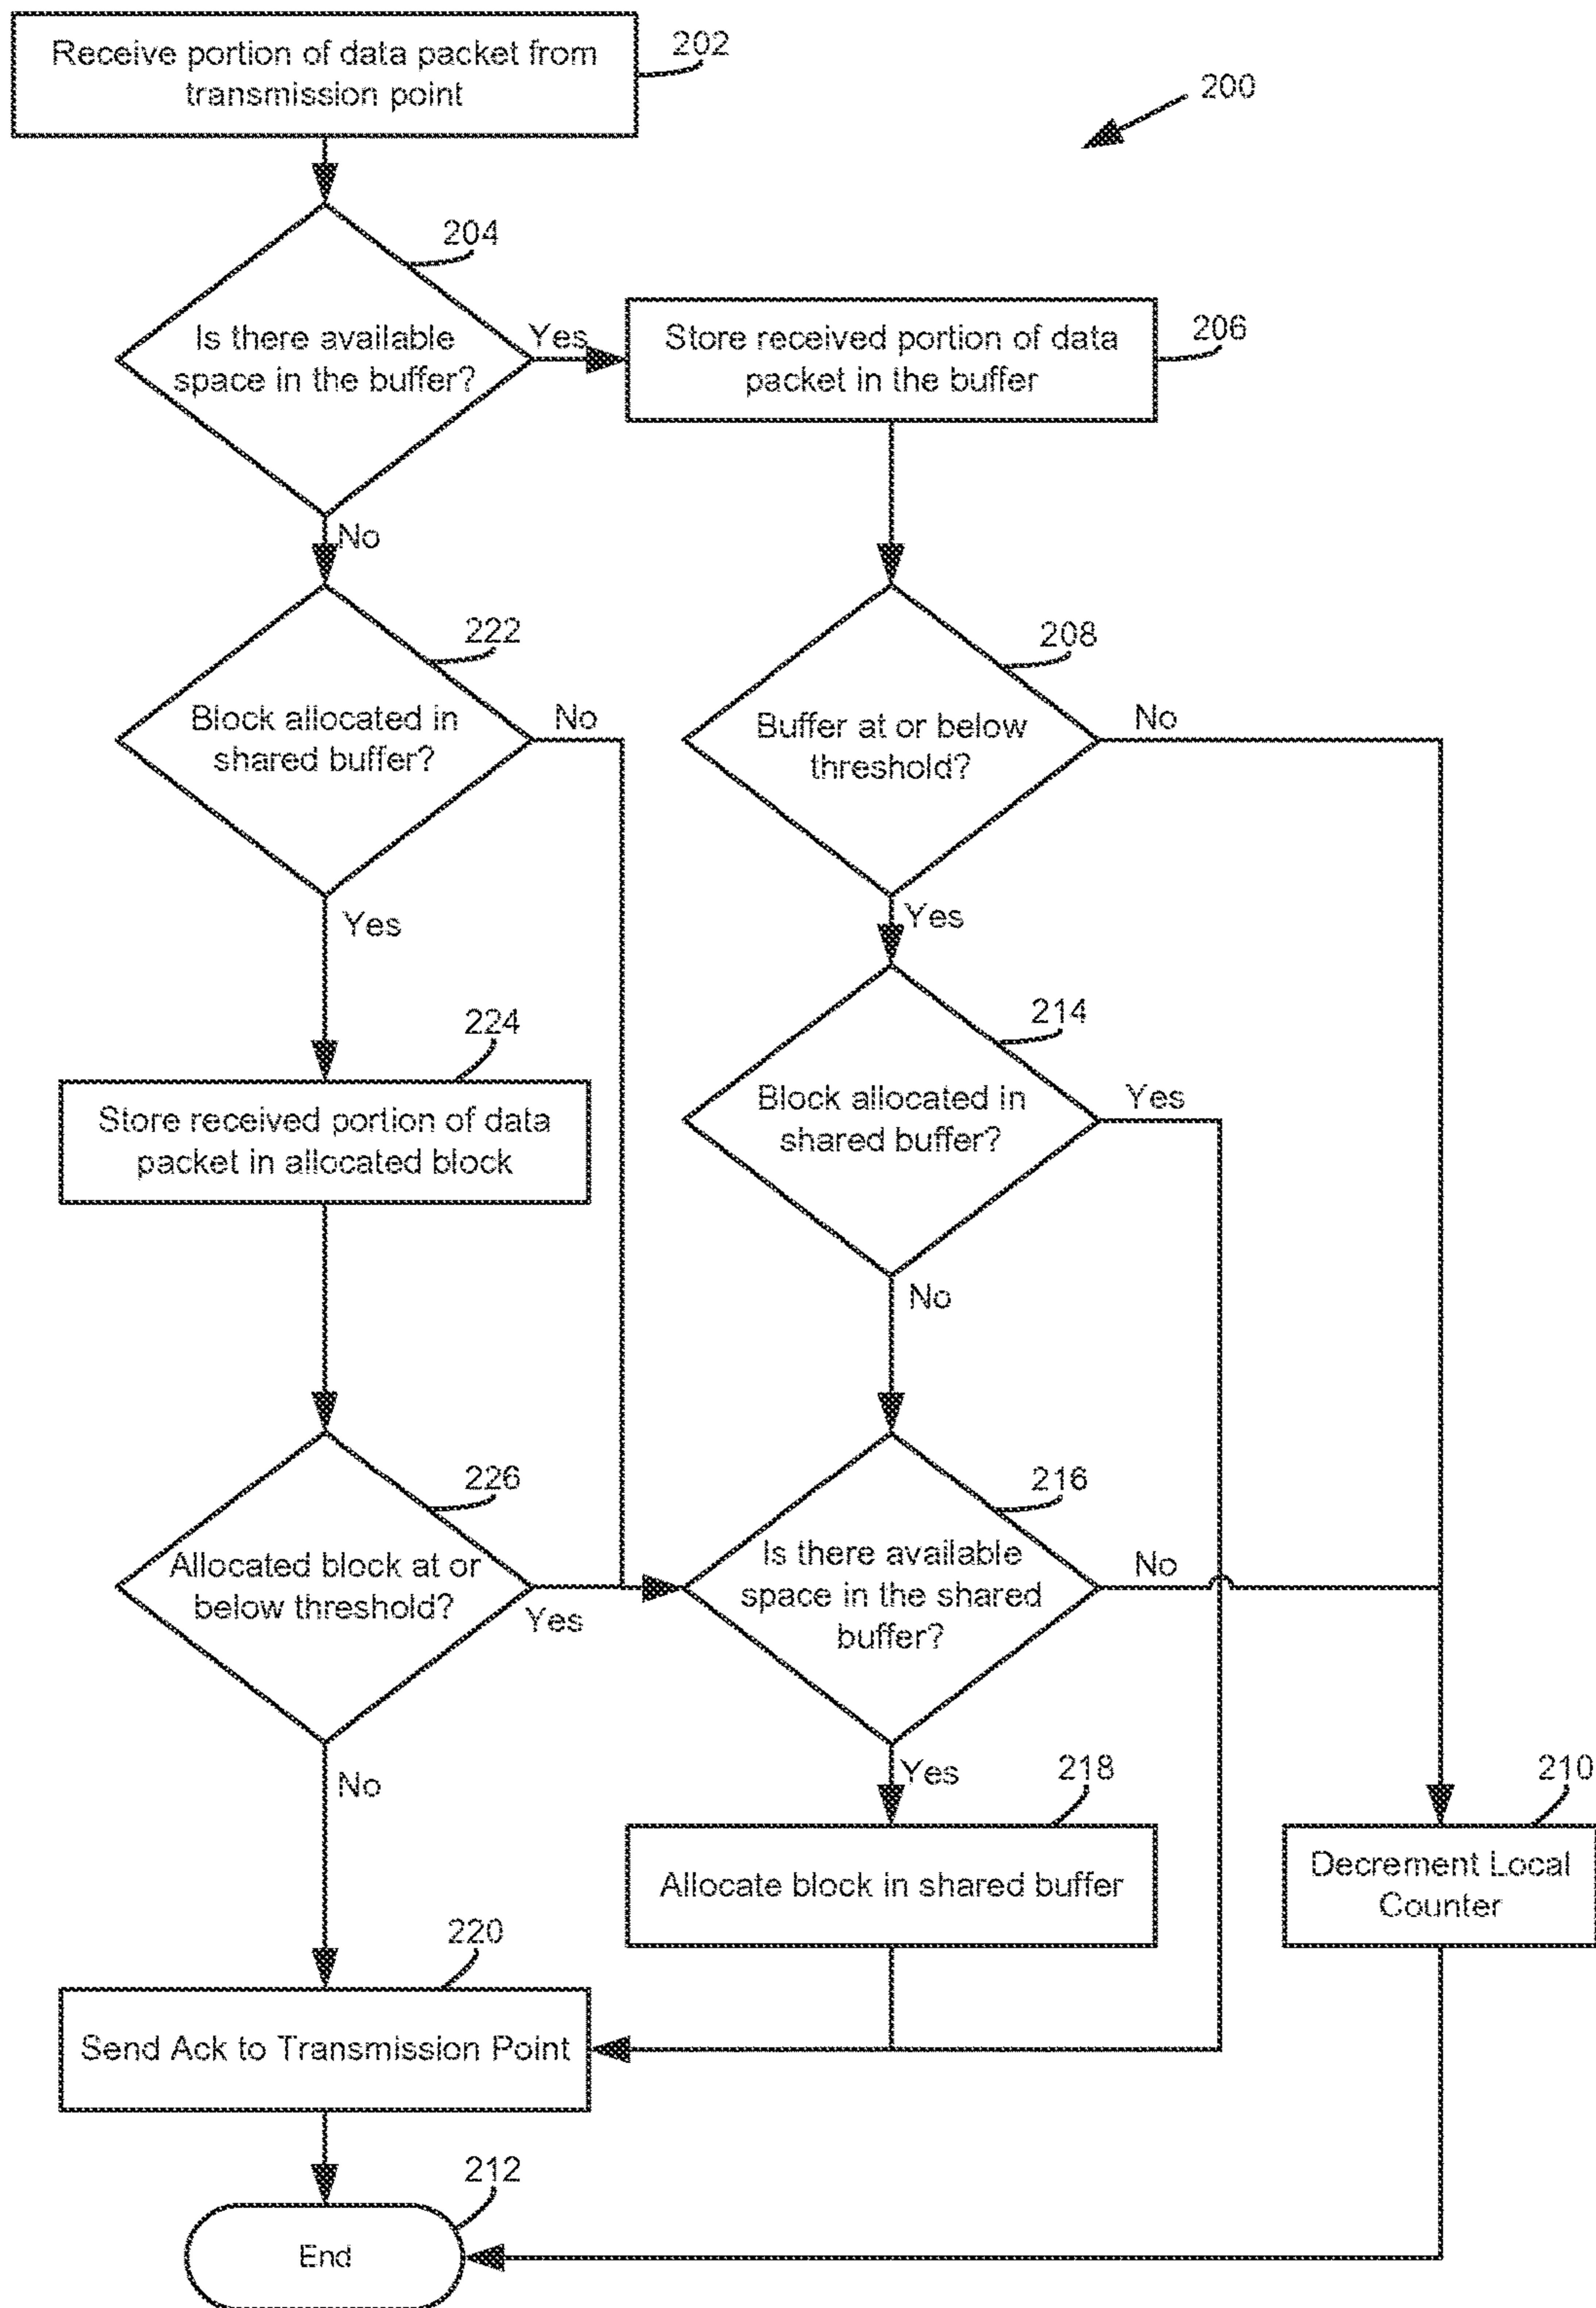 Receive portion of data packet from
transmission point
202
200
204
Is there available
space in the buffer?
Yes
Store received portion of data
packet in the buffer
206
No
222
Block allocated in
shared buffer?
No
208
Buffer at or below
threshold?
No
Yes
Yes
214
Block allocated in
shared buffer?
Yes
224
Store received portion of data
packet in allocated block
No
226
Allocated block at or
below threshold?
Yes
216
Is there available
space in the shared
buffer?
No
No
Yes
218
Allocate block in shared buffer
210
Decrement Local
Counter
220
Send Ack to Transmission Point
212
End